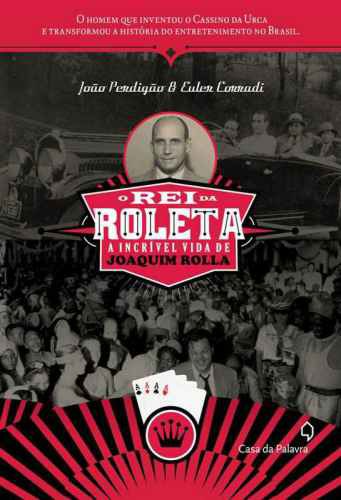 O HOMEM QUE INVENTOU O CASSINO DA URCA
E TRANSFORMOU A HISTÓRIA DO ENTRETENIMENTO NO BRASIL.
João Perdigão & Euler Corradi
O REI DA
ROLETA
A INCRÍVEL VIDA DE
JOAQUIM ROLLA
A A A A
Casa da Palavra